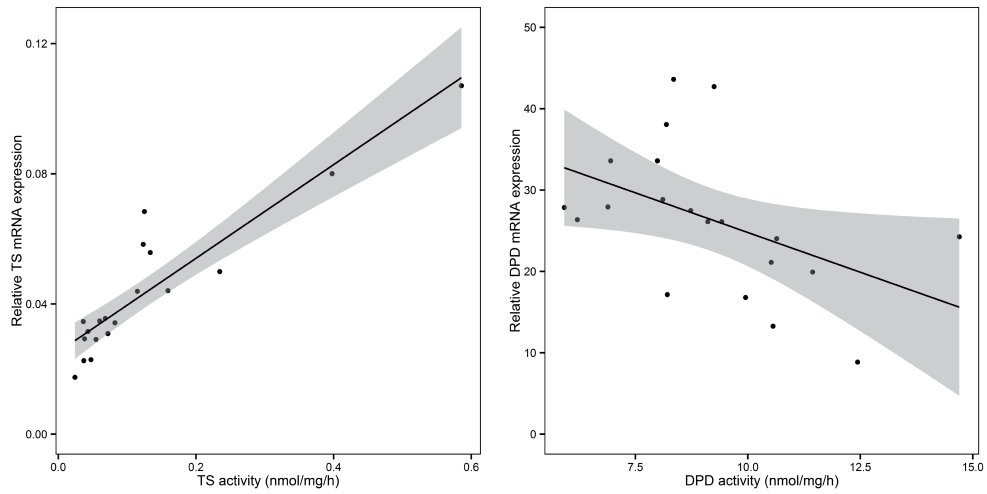 Relative TS mRNA expression
0.12
0.08
0.04
0.00
0.0 0.2 0.4 0.6
TS activity (nmol/mg/h)
Relative DPD mRNA expression
50
40
30
20
10
0
7.5 10.0 12.5 15.0
DPD activity (nmol/mg/h)